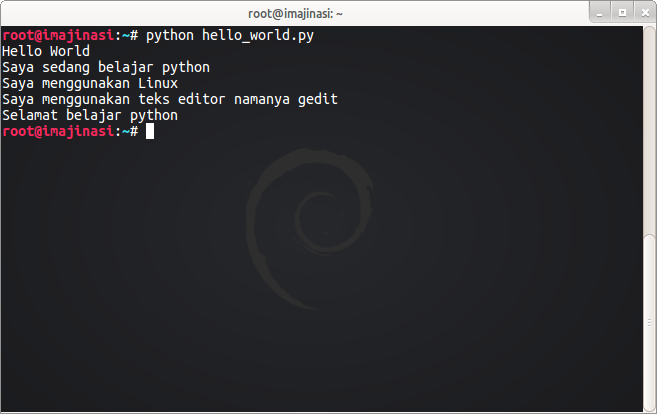 root@imajinasi: ~
root@imajinasi:~# python hello_world.py
Hello World
Saya sedang belajar python
Saya menggunakan Linux
Saya menggunakan teks editor namanya gedit
Selamat belajar python
root@imajinasi:~#